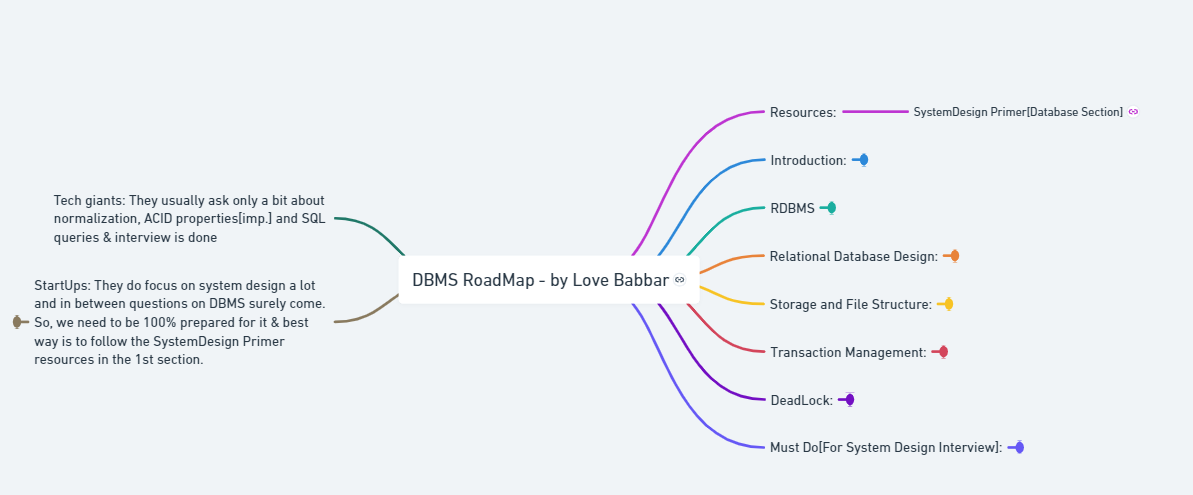 Tech giants: They usually ask only a bit about
normalization, ACID properties[imp.] and SQL
queries & interview is done
StartUps: They do focus on system design a lot
and in between questions on DBMS surely come.
So, we need to be 100% prepared for it & best
way is to follow the SystemDesign Primer
resources in the 1st section.
DBMS RoadMap - by Love Babbar
Resources:
SystemDesign Primer[Database Section]
Introduction:
RDBMS
Relational Database Design:
Storage and File Structure:
Transaction Management:
DeadLock:
Must Do[For System Design Interview]: